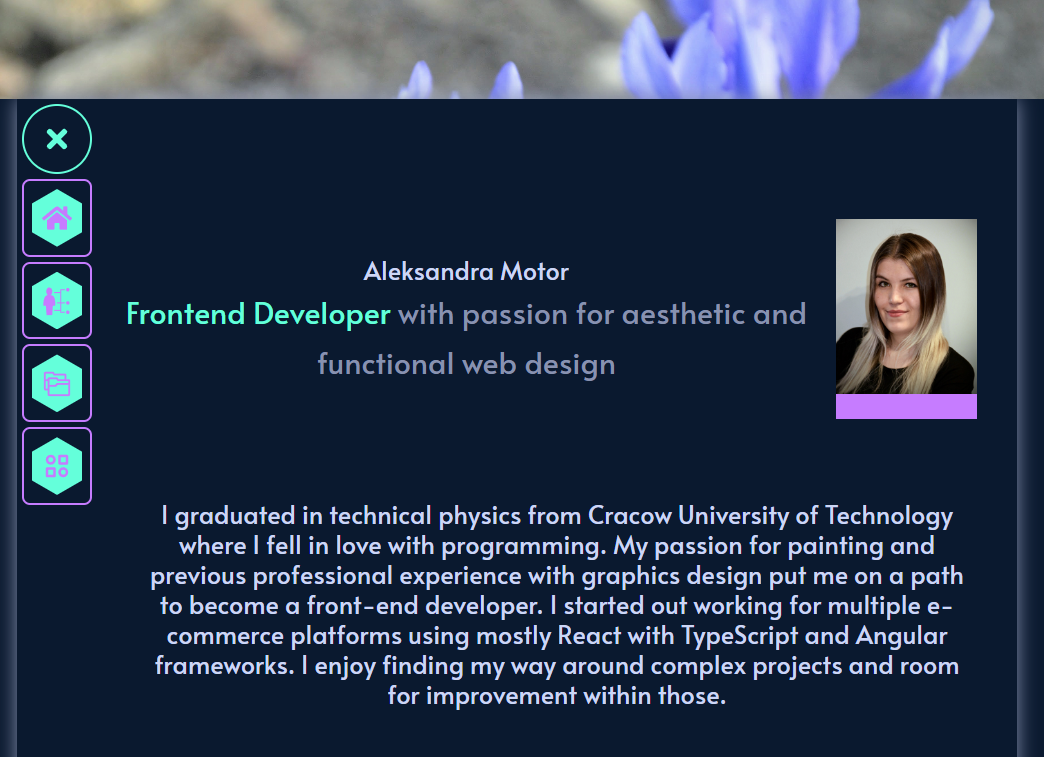 Aleksandra Motor
Frontend Developer with passion for aesthetic and
functional web design
I graduated in technical physics from Cracow University of Technology
where I fell in love with programming. My passion for painting and
previous professional experience with graphics design put me on a path
to become a front-end developer. I started out working for multiple e-
commerce platforms using mostly React with TypeScript and Angular
frameworks. I enjoy finding my way around complex projects and room
for improvement within those.